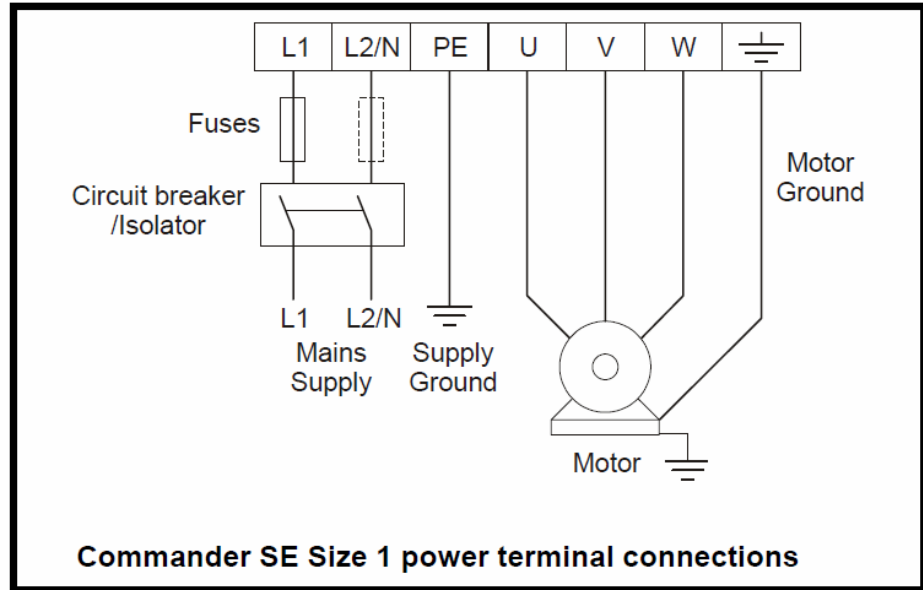 L1 L2/N PE U V W
Fuses
Circuit breaker
/Isolator
Motor
Ground
L1 L2/N
Mains
Supply
Supply
Ground
Motor
Commander SE Size 1 power terminal connections